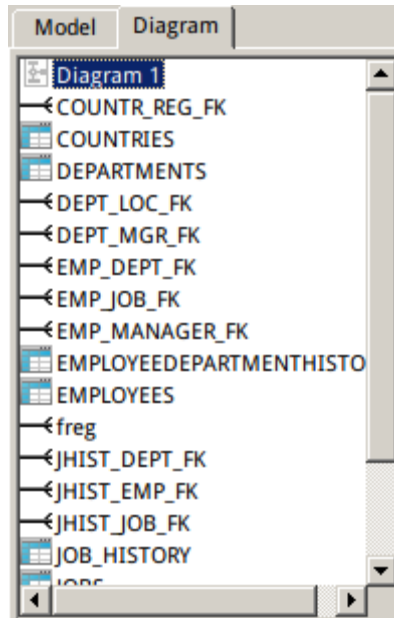 Model Diagram
Diagram 1
COUNTR_REG_FK
COUNTRIES
DEPARTMENTS
DEPT_LOC_FK
DEPT_MGR_FK
EMP_DEPT_FK
EMP_JOB_FK
EMP_MANAGER_FK
EMPLOYEEDEPARTMENTHISTO
EMPLOYEES
freg
JHIST_DEPT_FK
JHIST_EMP_FK
JHIST_JOB_FK
JOB_HISTORY
JOBS